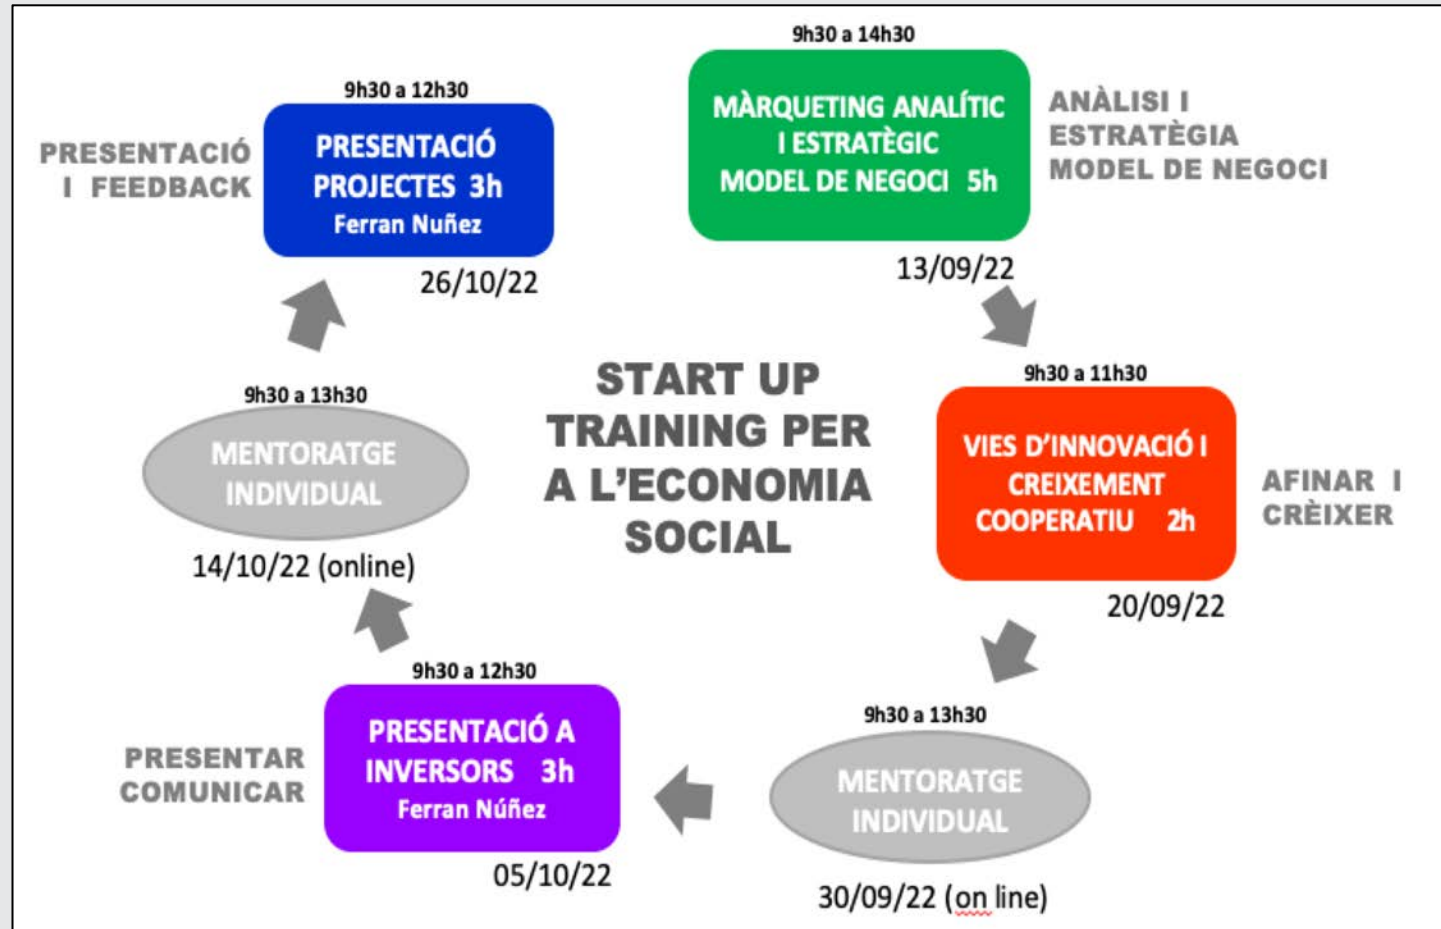 9h30 a 14h30
MÀRQUETING ANALÍTIC
I ESTRATÈGIC
MODEL DE NEGOCI 5h
13/09/22
ANÀLISI I
ESTRATÈGIA
MODEL DE NEGOCI
9h30 a 11h30
VIES D'INNOVACIÓ I
CREIXEMENT
COOPERATIU 2h
20/09/22
AFINAR I
CRÈIXER
9h30 a 13h30
MENTORATGE
INDIVIDUAL
30/09/22 (on line)
9h30 a 12h30
PRESENTACIÓ A
INVERSORS 3h
Ferran Núñez
05/10/22
PRESENTAR
COMUNICAR
9h30 a 13h30
MENTORATGE
INDIVIDUAL
14/10/22 (online)
9h30 a 12h30
PRESENTACIÓ
PROJECTES 3h
Ferran Nuñez
26/10/22
PRESENTACIÓ
I FEEDBACK
START UP
TRAINING PER
A L'ECONOMIA
SOCIAL